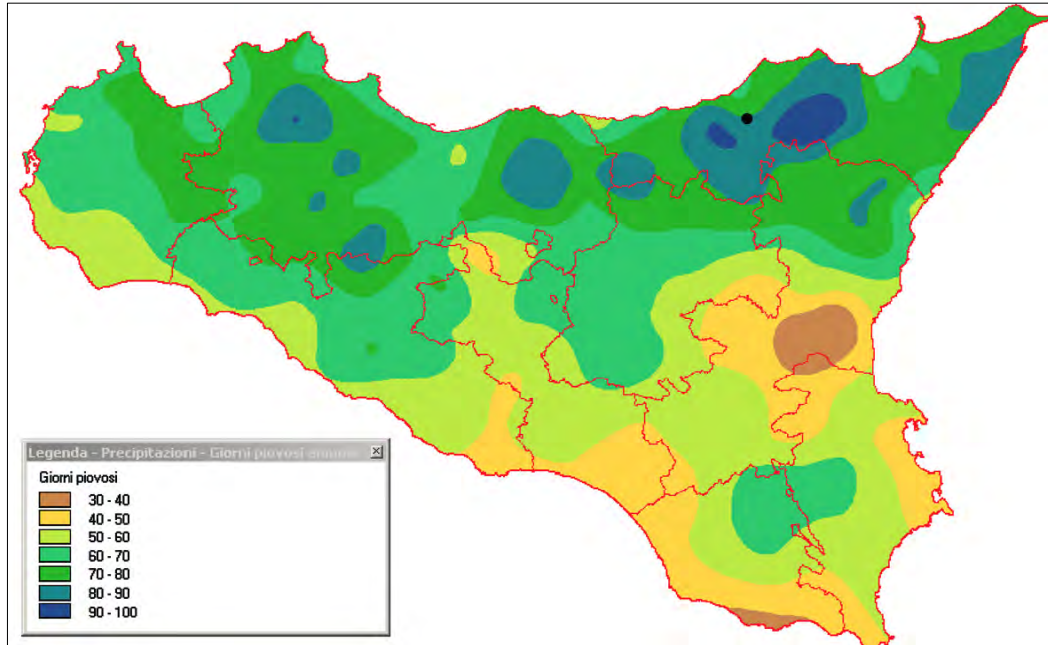 Legenda - Precipitazioni - Giorni piovosi
Giorni piovosi
30 - 40
40 - 50
50 - 60
60 - 70
70 - 80
80 - 90
90 - 100